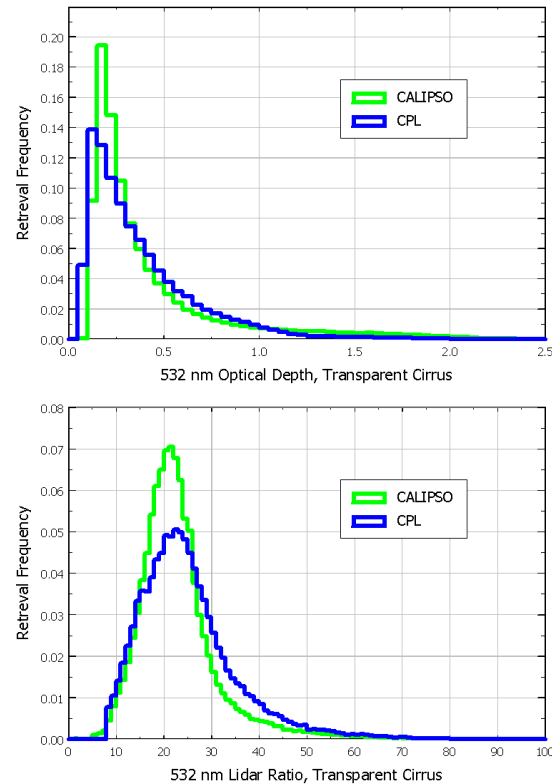 0.20
0.18
0.16
0.14
0.12
0.10
0.08
0.06
0.04
0.02
0.00
Retreval Frequency
CALIPSO
CPL
0.0 0.5 1.0 1.5 2.0 2.5
532 nm Optical Depth, Transparent Cirrus
0.08
0.07
0.06
0.05
0.04
0.03
0.02
0.01
0.00
Retreval Frequency
CALIPSO
CPL
0 10 20 30 40 50 60 70 80 90 100
532 nm Lidar Ratio, Transparent Cirrus